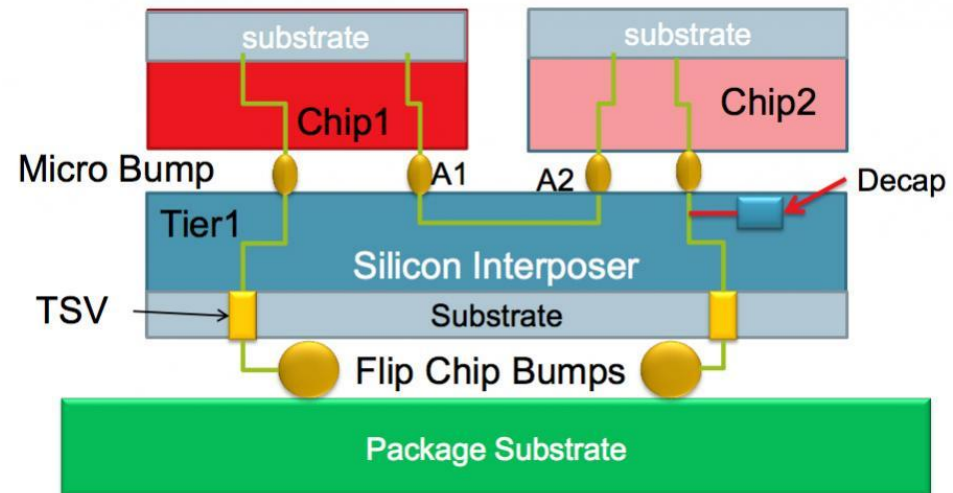 substrate
substrate
Chip1
Chip2
Micro Bump
A1
A2
Decap
Tier1
Silicon Interposer
TSV
Substrate
Flip Chip Bumps
Package Substrate